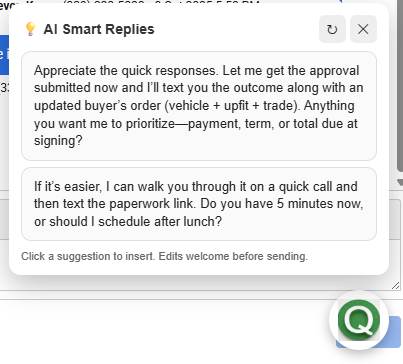 AI Smart Replies
Appreciate the quick responses. Let me get the approval
submitted now and I'll text you the outcome along with an
updated buyer's order (vehicle + upfit + trade). Anything
you want me to prioritize—payment, term, or total due at
signing?
If it's easier, I can walk you through it on a quick call and
then text the paperwork link. Do you have 5 minutes now,
or should I schedule after lunch?
Click a suggestion to insert. Edits welcome before sending.
Q